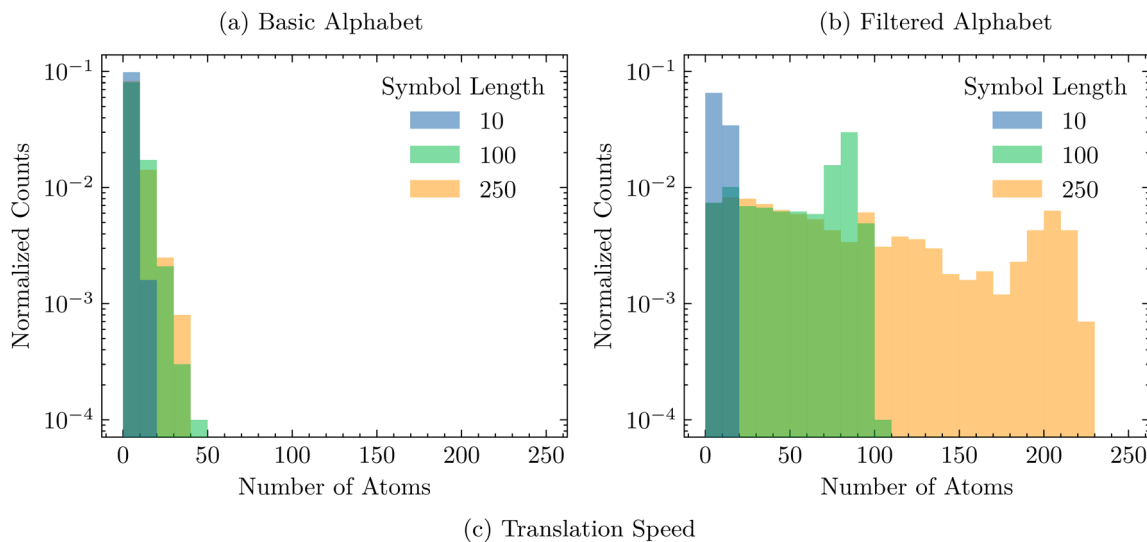 (a) Basic Alphabet
(b) Filtered Alphabet
Normalized Counts
10⁻¹
10⁻²
10⁻³
10⁻⁴
Symbol Length
10
100
250
0 50 100 150 200 250
Number of Atoms
Normalized Counts
10⁻¹
10⁻²
10⁻³
10⁻⁴
Symbol Length
10
100
250
0 50 100 150 200 250
Number of Atoms
(c) Translation Speed